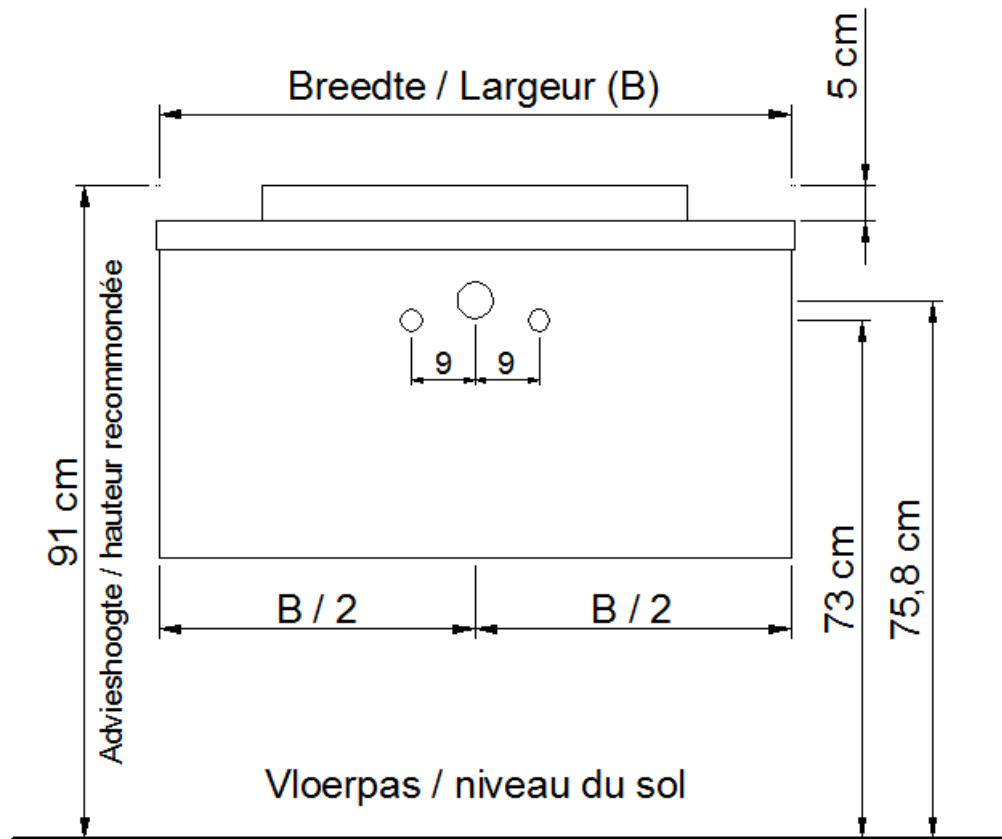 5 cm
Breedte / Largeur (B)
9
9
91 cm
Advieshoogte / hauteur recommondée
B / 2
B / 2
73 cm
75,8 cm
Vloerpas / niveau du sol